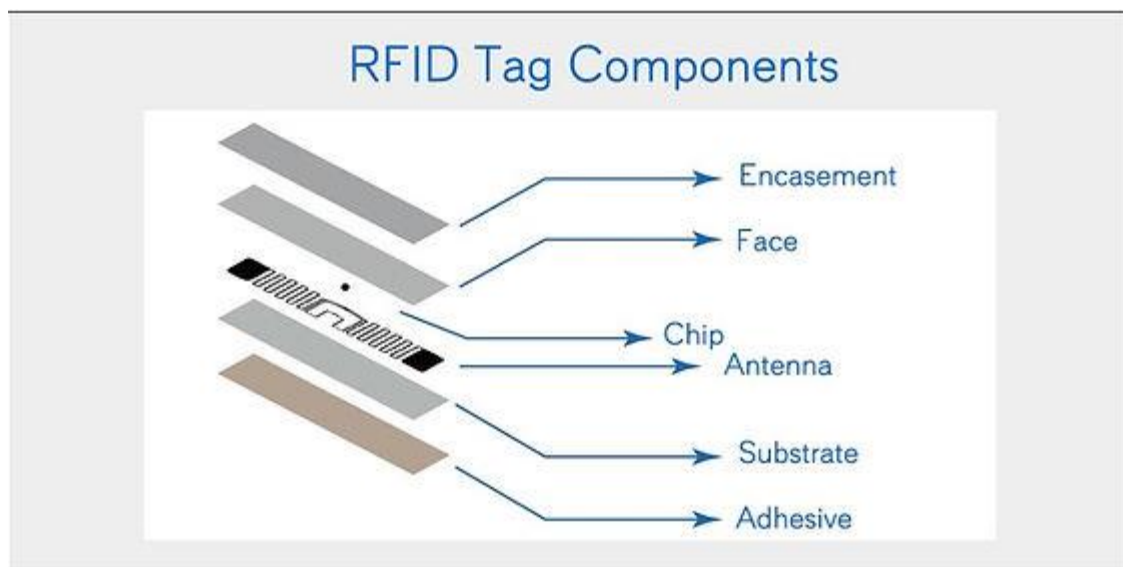 RFID Tag Components
Encasement
Face
Chip
Antenna
Substrate
Adhesive